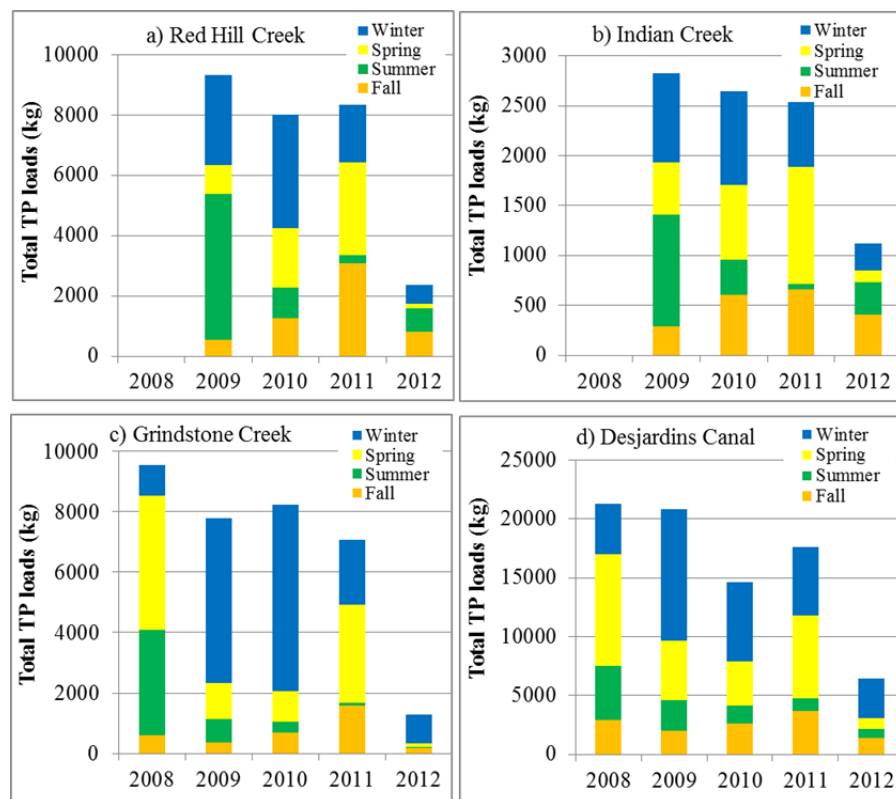 a) Red Hill Creek
Winter
Spring
Summer
Fall
Total TP loads (kg)
10000
8000
6000
4000
2000
0
2008 2009 2010 2011 2012
b) Indian Creek
Winter
Spring
Summer
Fall
Total TP loads (kg)
3000
2500
2000
1500
1000
500
0
2008 2009 2010 2011 2012
c) Grindstone Creek
Winter
Spring
Summer
Fall
Total TP loads (kg)
10000
8000
6000
4000
2000
0
2008 2009 2010 2011 2012
d) Desjardins Canal
Winter
Spring
Summer
Fall
Total TP loads (kg)
25000
20000
15000
10000
5000
0
2008 2009 2010 2011 2012